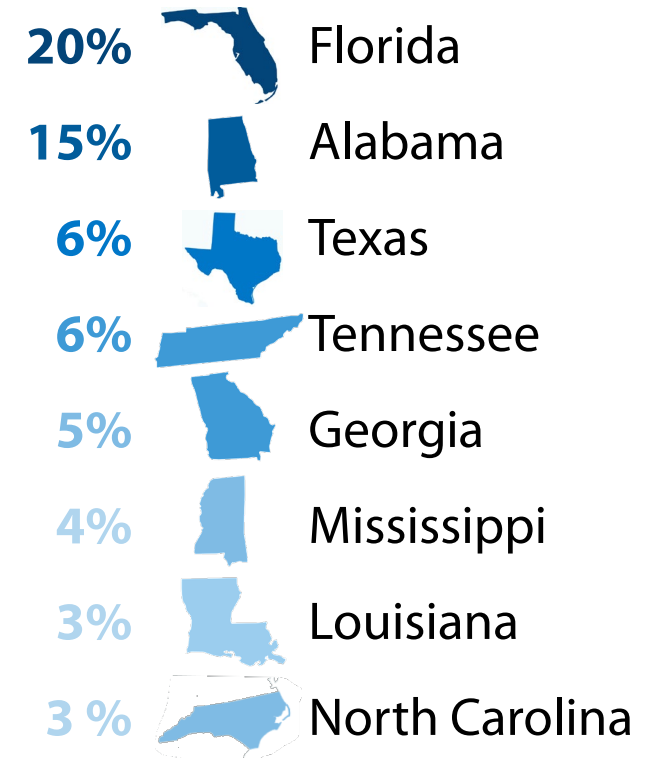 20% Florida
15% Alabama
6% Texas
6% Tennessee
5% Georgia
4% Mississippi
3% Louisiana
3 % North Carolina